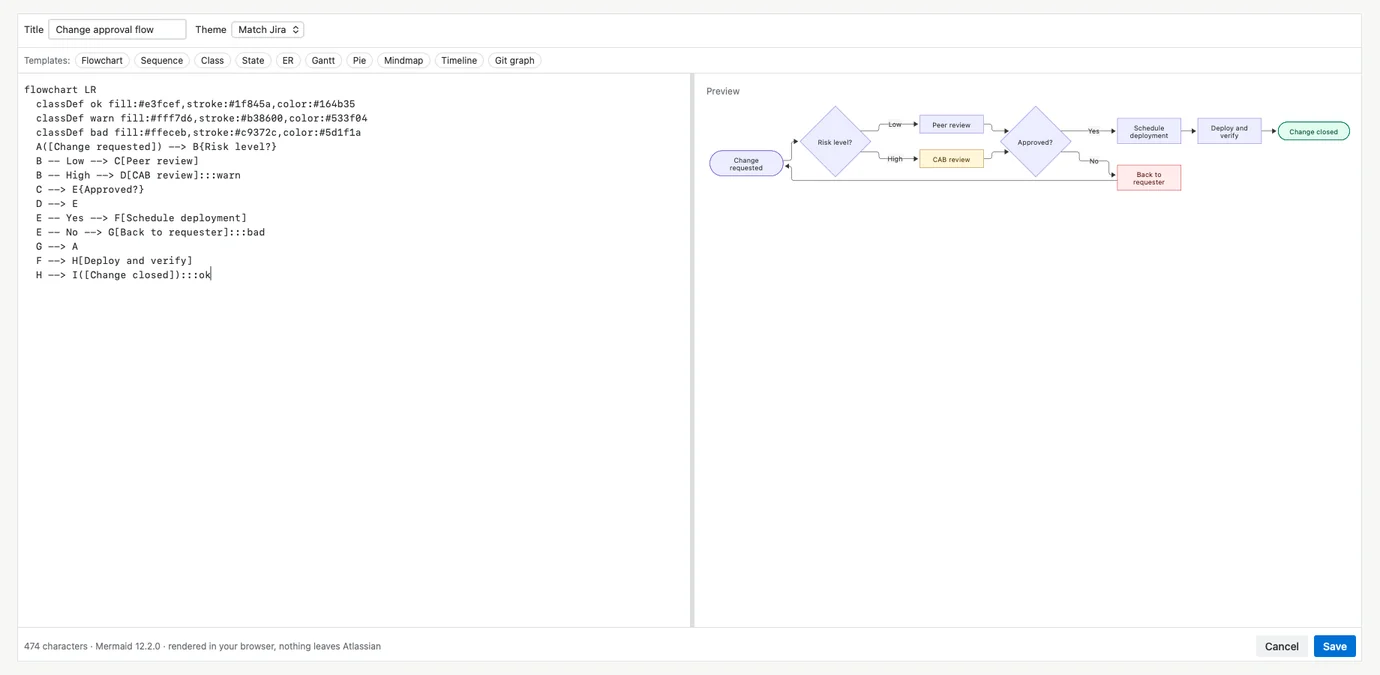 Title Change approval flow Theme Match Jira
Templates: Flowchart Sequence Class State ER Gantt Pie Mindmap Timeline Git graph
flowchart LR
classDef ok fill:#e3fcef,stroke:#1f845a,color:#164b35
classDef warn fill:#fff7d6,stroke:#b38600,color:#533f04
classDef bad fill:#ffeceb,stroke:#c9372c,color:#5d1f1a
A([Change requested]) --> B{Risk level?}
B -- Low --> C[Peer review]
B -- High --> D[CAB review]:::warn
C --> E{Approved?}
D --> E
E -- Yes --> F[Schedule deployment]
E -- No --> G[Back to requester]:::bad
G --> A
F --> H[Deploy and verify]
H --> I([Change closed]):::ok
Preview
Change
requested
Risk level?
Low
High
Peer review
CAB review
Approved?
Yes
No
Schedule
deployment
Back to
requester
Deploy and
verify
Change closed
474 characters · Mermaid 12.2.0 · rendered in your browser, nothing leaves Atlassian
Cancel Save